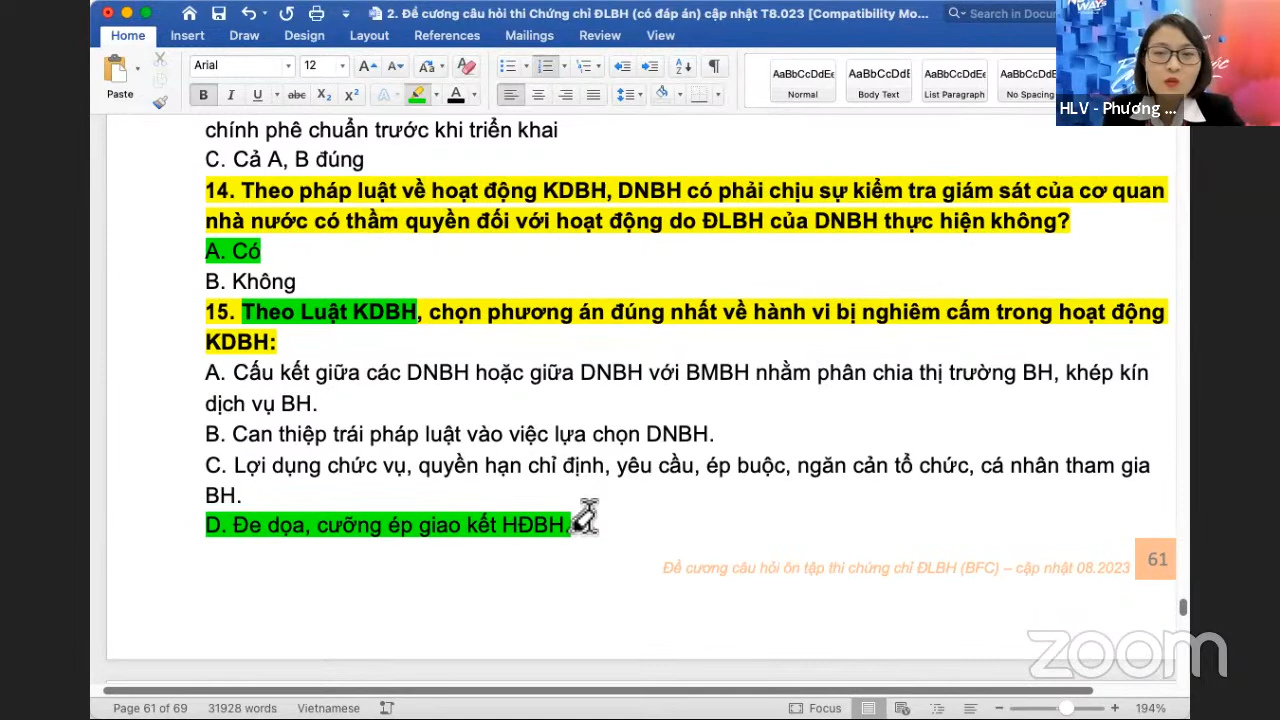 2. Đề cương câu hỏi thi Chứng chỉ ĐLBH (có đáp án) cập nhật T8.023 [Compatibility Mo...
Search in Docum
Home Insert Draw Design Layout References Mailings Review View
Paste
Arial 12
AaBbCcDdEe AaBbCcDdEe AaBbCcDdEe AaBbCcDdE
Normal Body Text List Paragraph No Spacing
HLV - Phương ...
chính phê chuẩn trước khi triển khai
C. Cả A, B đúng
14. Theo pháp luật về hoạt động KDBH, DNBH có phải chịu sự kiểm tra giám sát của cơ quan
nhà nước có thẩm quyền đối với hoạt động do ĐLBH của DNBH thực hiện không?
A. Có
B. Không
15. Theo Luật KDBH, chọn phương án đúng nhất về hành vi bị nghiêm cấm trong hoạt động
KDBH:
A. Cấu kết giữa các DNBH hoặc giữa DNBH với BMBH nhằm phân chia thị trường BH, khép kín
dịch vụ BH.
B. Can thiệp trái pháp luật vào việc lựa chọn DNBH.
C. Lợi dụng chức vụ, quyền hạn chỉ định, yêu cầu, ép buộc, ngăn cản tổ chức, cá nhân tham gia
BH.
D. Đe dọa, cưỡng ép giao kết HĐBH.
Đề cương câu hỏi ôn tập thi chứng chỉ ĐLBH (BFC) – cập nhật 08.2023 61
zoom
Page 61 of 69 31928 words Vietnamese Focus 194%